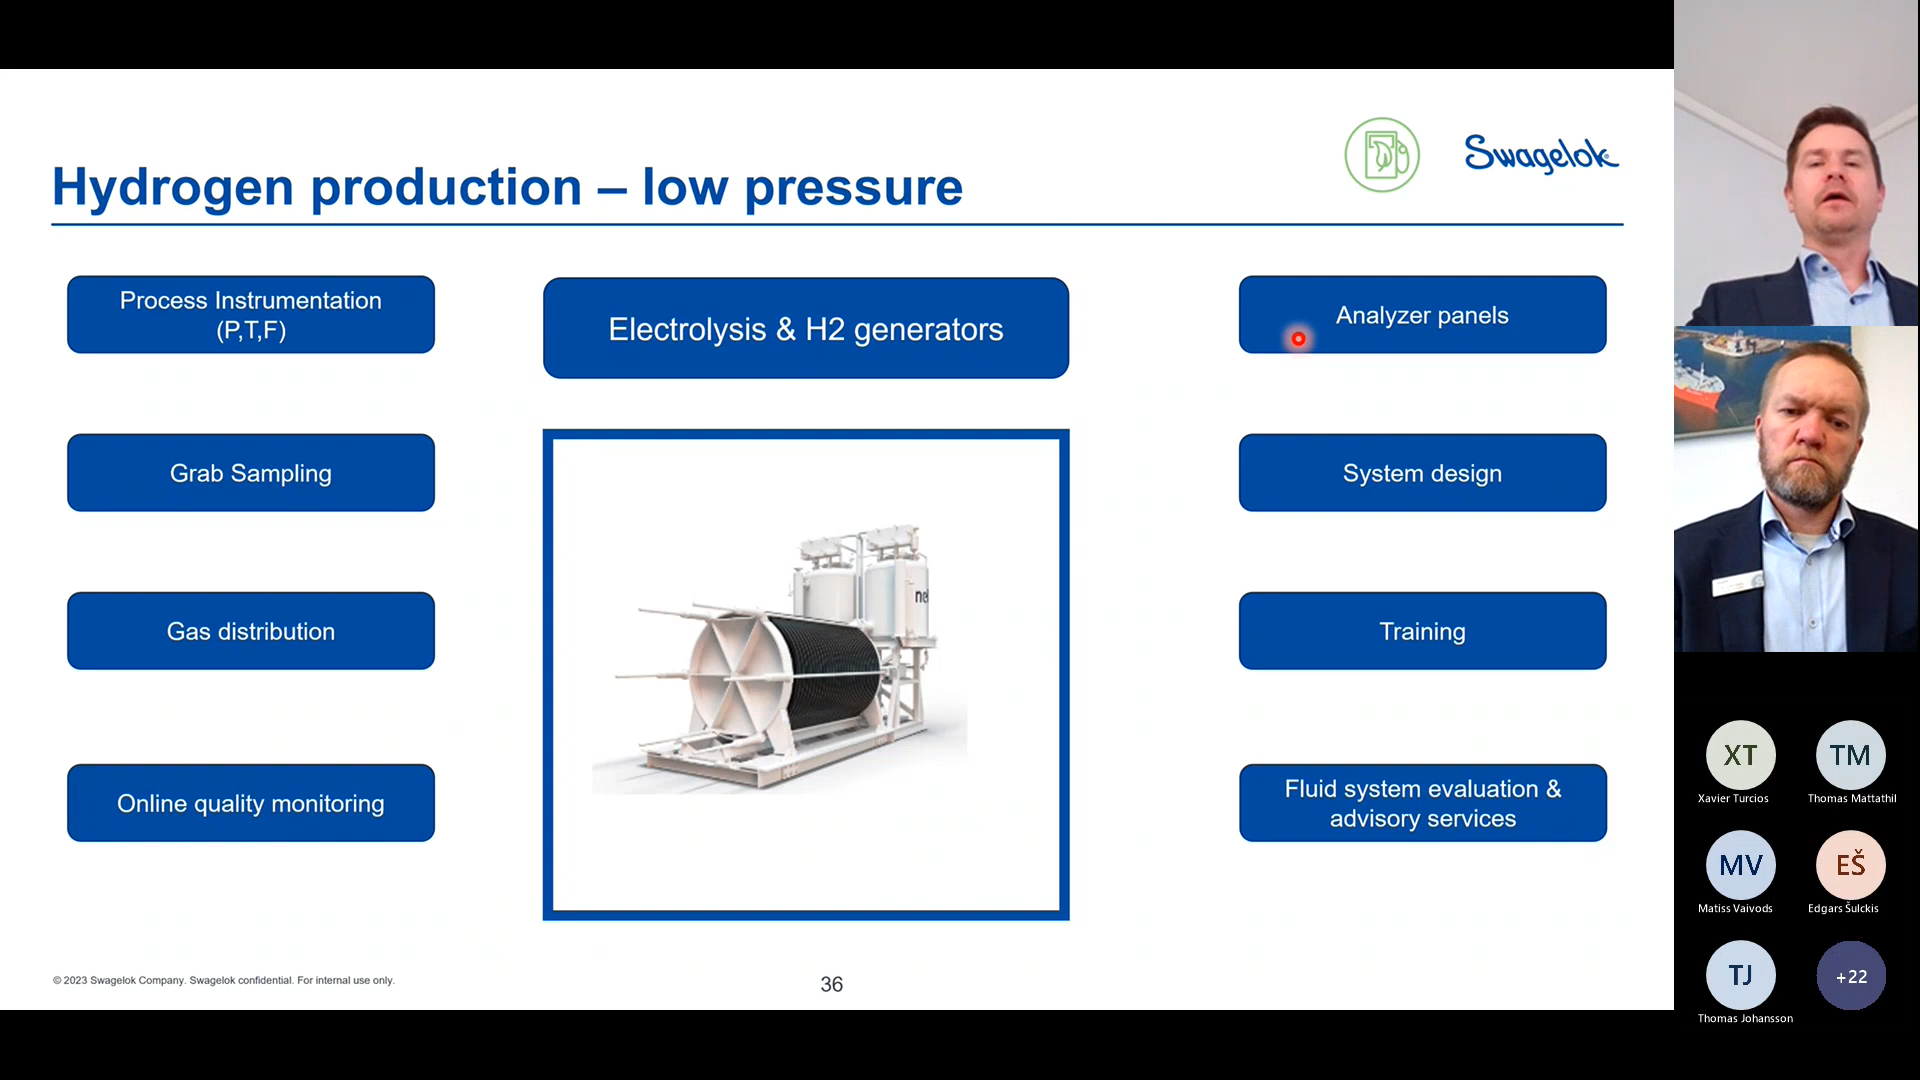 Swagelok
Hydrogen production – low pressure
Process Instrumentation
(P,T,F)
Electrolysis & H2 generators
Analyzer panels
Grab Sampling
System design
Gas distribution
Training
Online quality monitoring
Fluid system evaluation &
advisory services
nel
© 2023 Swagelok Company. Swagelok confidential. For internal use only.
36
XT
Xavier Turcios
TM
Thomas Mattathil
MV
Matiss Vaivods
EŠ
Edgars Šulckis
TJ
Thomas Johansson
+22